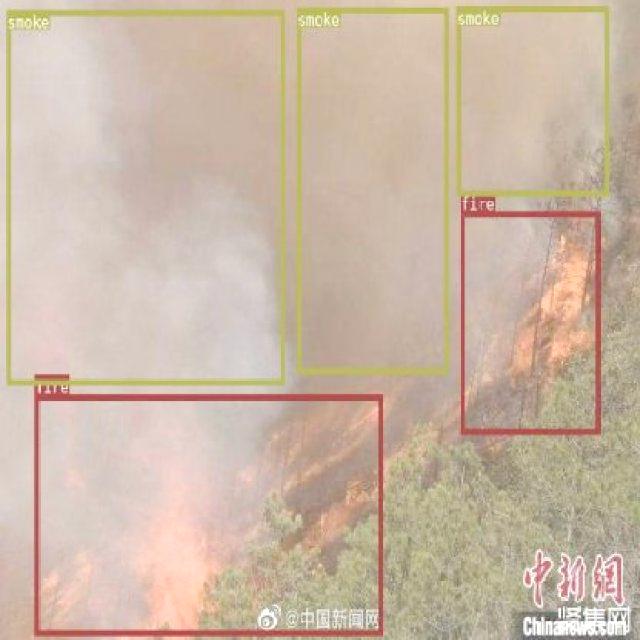 smoke
smoke
smoke
fire
fire
中新网
@中国新闻网
Chinanews.com